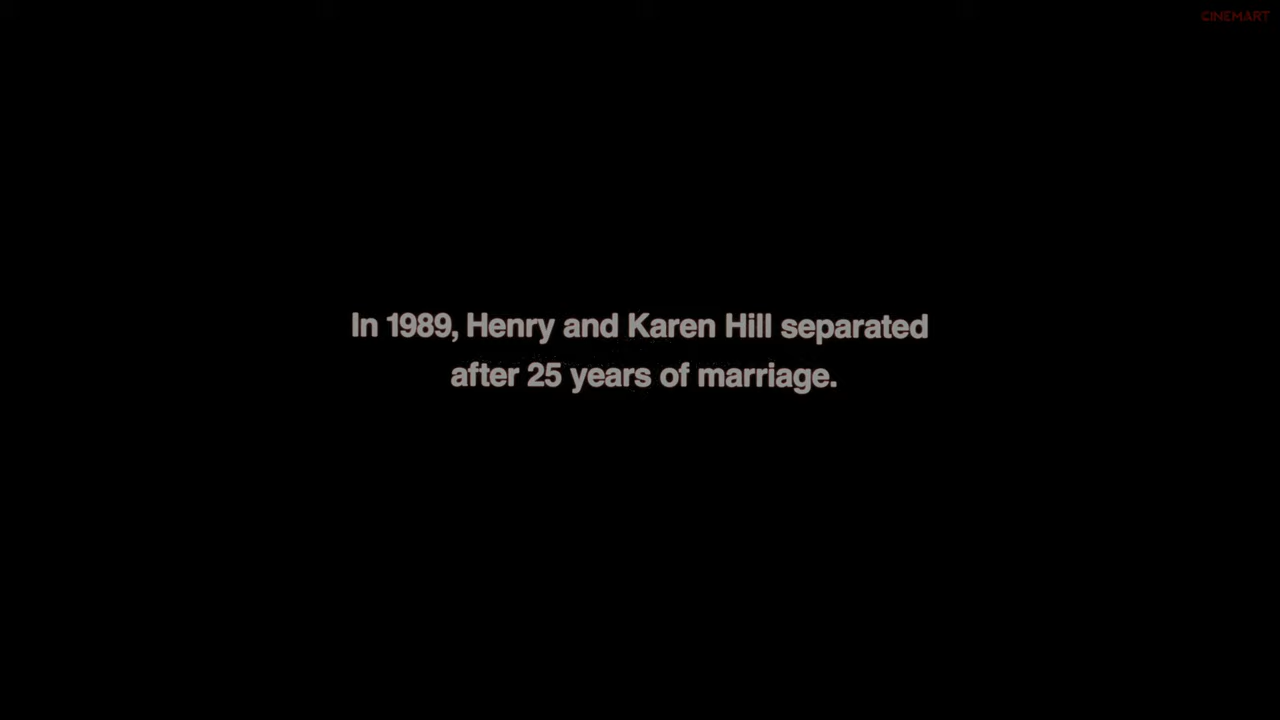 CINEMART
In 1989, Henry and Karen Hill separated
after 25 years of marriage.